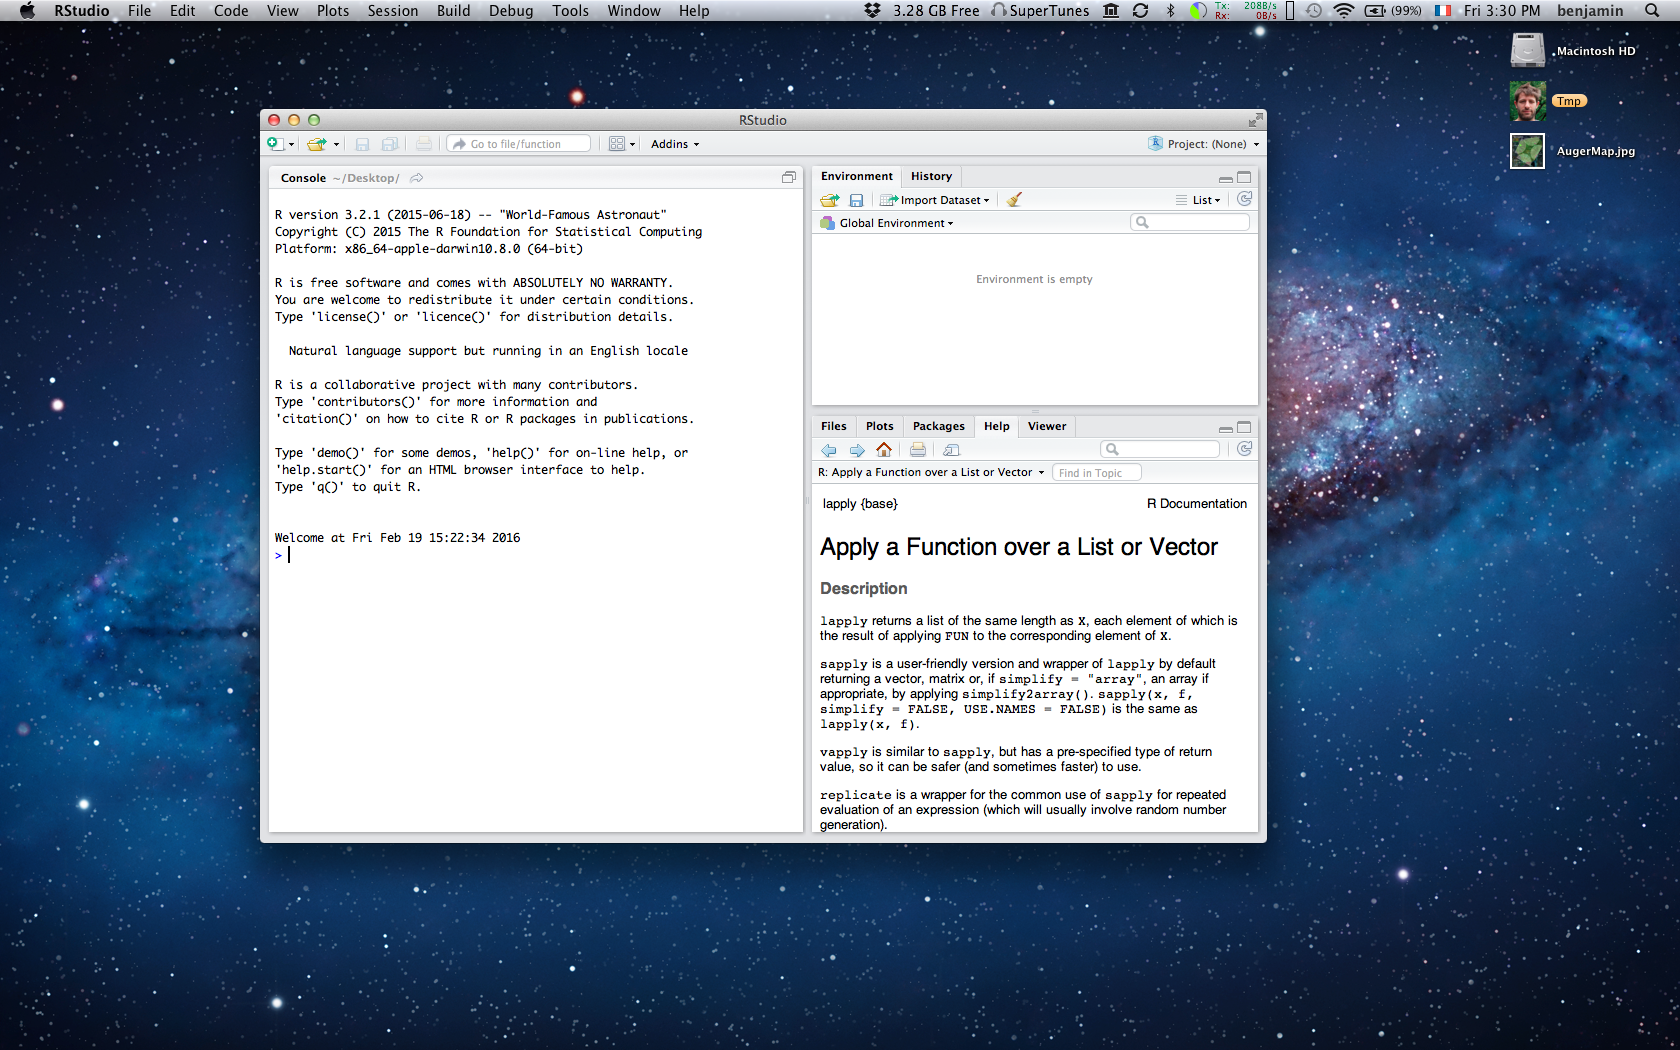 RStudio File Edit Code View Plots Session Build Debug Tools Window Help 3.28 GB Free SuperTunes Tx: 208B/s Rx: 0B/s (99%) Fri 3:30 PM benjamin
Macintosh HD
Tmp
AugerMap.jpg
RStudio
Go to file/function Addins Project: (None)
Console ~/Desktop/
R version 3.2.1 (2015-06-18) -- "World-Famous Astronaut"
Copyright (C) 2015 The R Foundation for Statistical Computing
Platform: x86_64-apple-darwin10.8.0 (64-bit)
R is free software and comes with ABSOLUTELY NO WARRANTY.
You are welcome to redistribute it under certain conditions.
Type 'license()' or 'licence()' for distribution details.
Natural language support but running in an English locale
R is a collaborative project with many contributors.
Type 'contributors()' for more information and
'citation()' on how to cite R or R packages in publications.
Type 'demo()' for some demos, 'help()' for on-line help, or
'help.start()' for an HTML browser interface to help.
Type 'q()' to quit R.
Welcome at Fri Feb 19 15:22:34 2016
>
Environment History
Import Dataset List
Global Environment
Environment is empty
Files Plots Packages Help Viewer
R: Apply a Function over a List or Vector Find in Topic
lapply {base} R Documentation
Apply a Function over a List or Vector
Description
lapply returns a list of the same length as X, each element of which is
the result of applying FUN to the corresponding element of X.
sapply is a user-friendly version and wrapper of lapply by default
returning a vector, matrix or, if simplify = "array", an array if
appropriate, by applying simplify2array(). sapply(x, f,
simplify = FALSE, USE.NAMES = FALSE) is the same as
lapply(x, f).
vapply is similar to sapply, but has a pre-specified type of return
value, so it can be safer (and sometimes faster) to use.
replicate is a wrapper for the common use of sapply for repeated
evaluation of an expression (which will usually involve random number
generation).